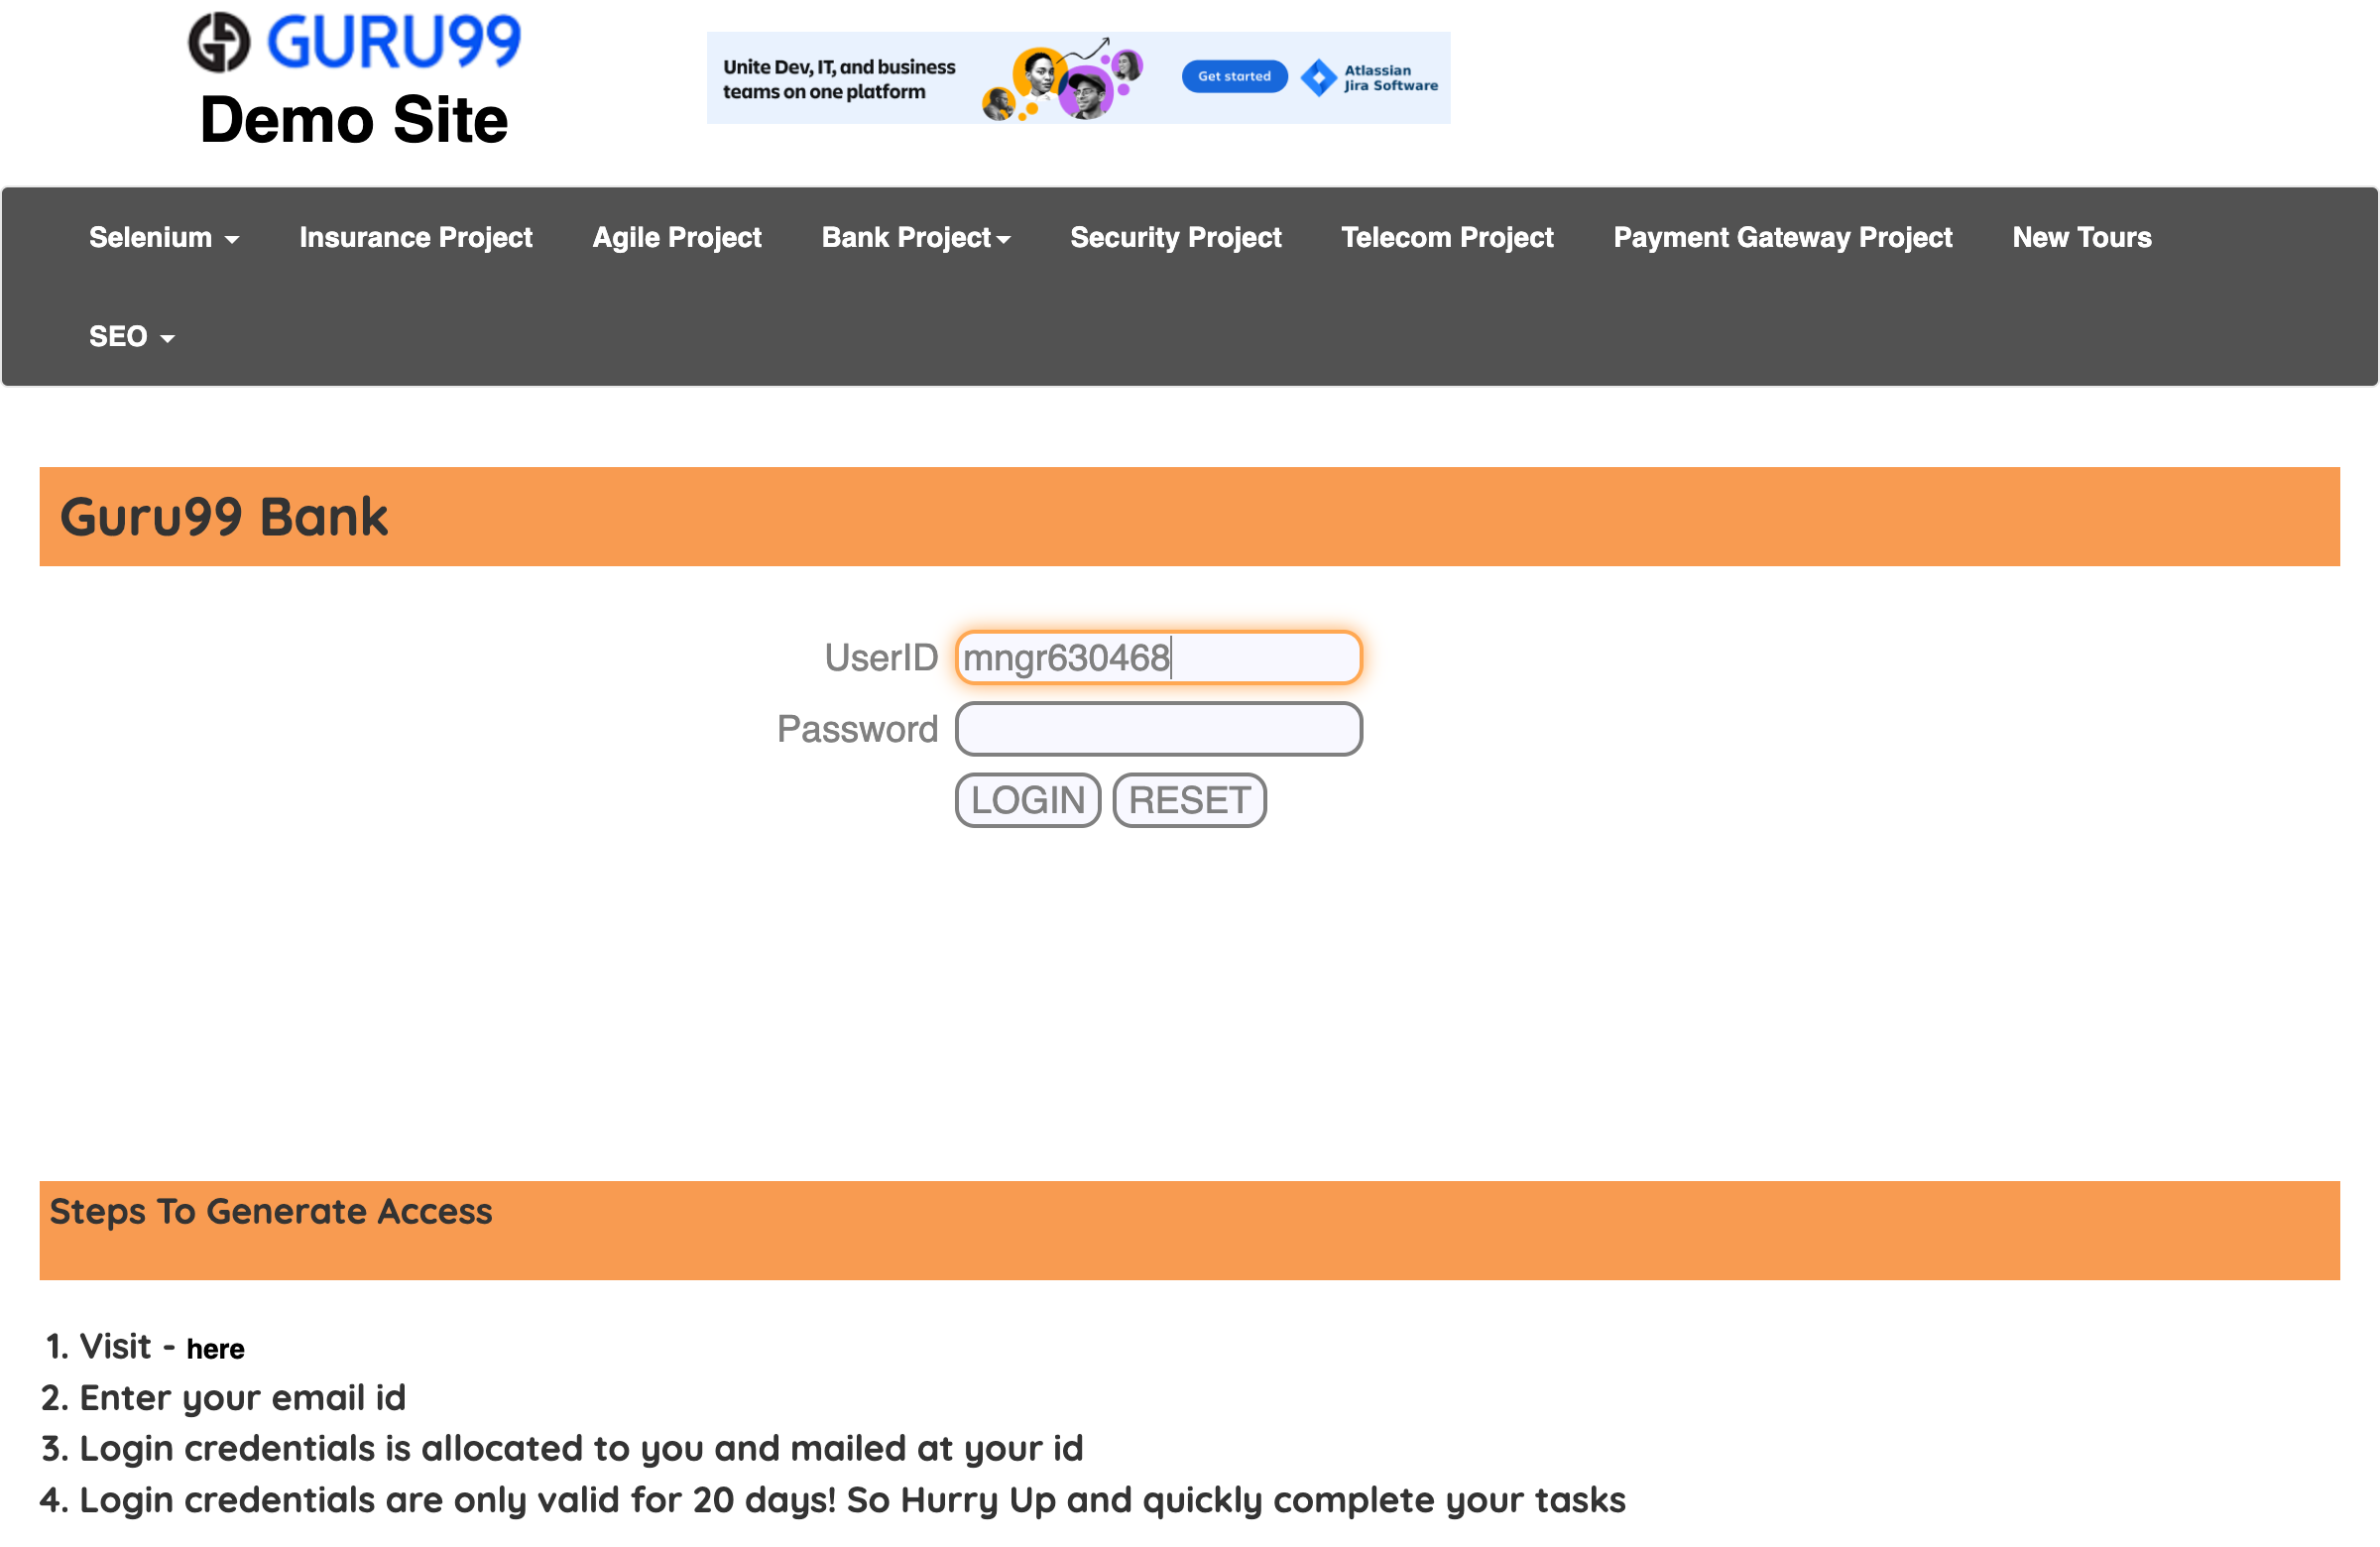 GURU99
Demo Site
Unite Dev, IT, and business
teams on one platform
Get started
Atlassian
Jira Software
Selenium Insurance Project Agile Project Bank Project Security Project Telecom Project Payment Gateway Project New Tours
SEO
Guru99 Bank
UserID mngr630468
Password
LOGIN RESET
Steps To Generate Access
1. Visit - here
2. Enter your email id
3. Login credentials is allocated to you and mailed at your id
4. Login credentials are only valid for 20 days! So Hurry Up and quickly complete your tasks